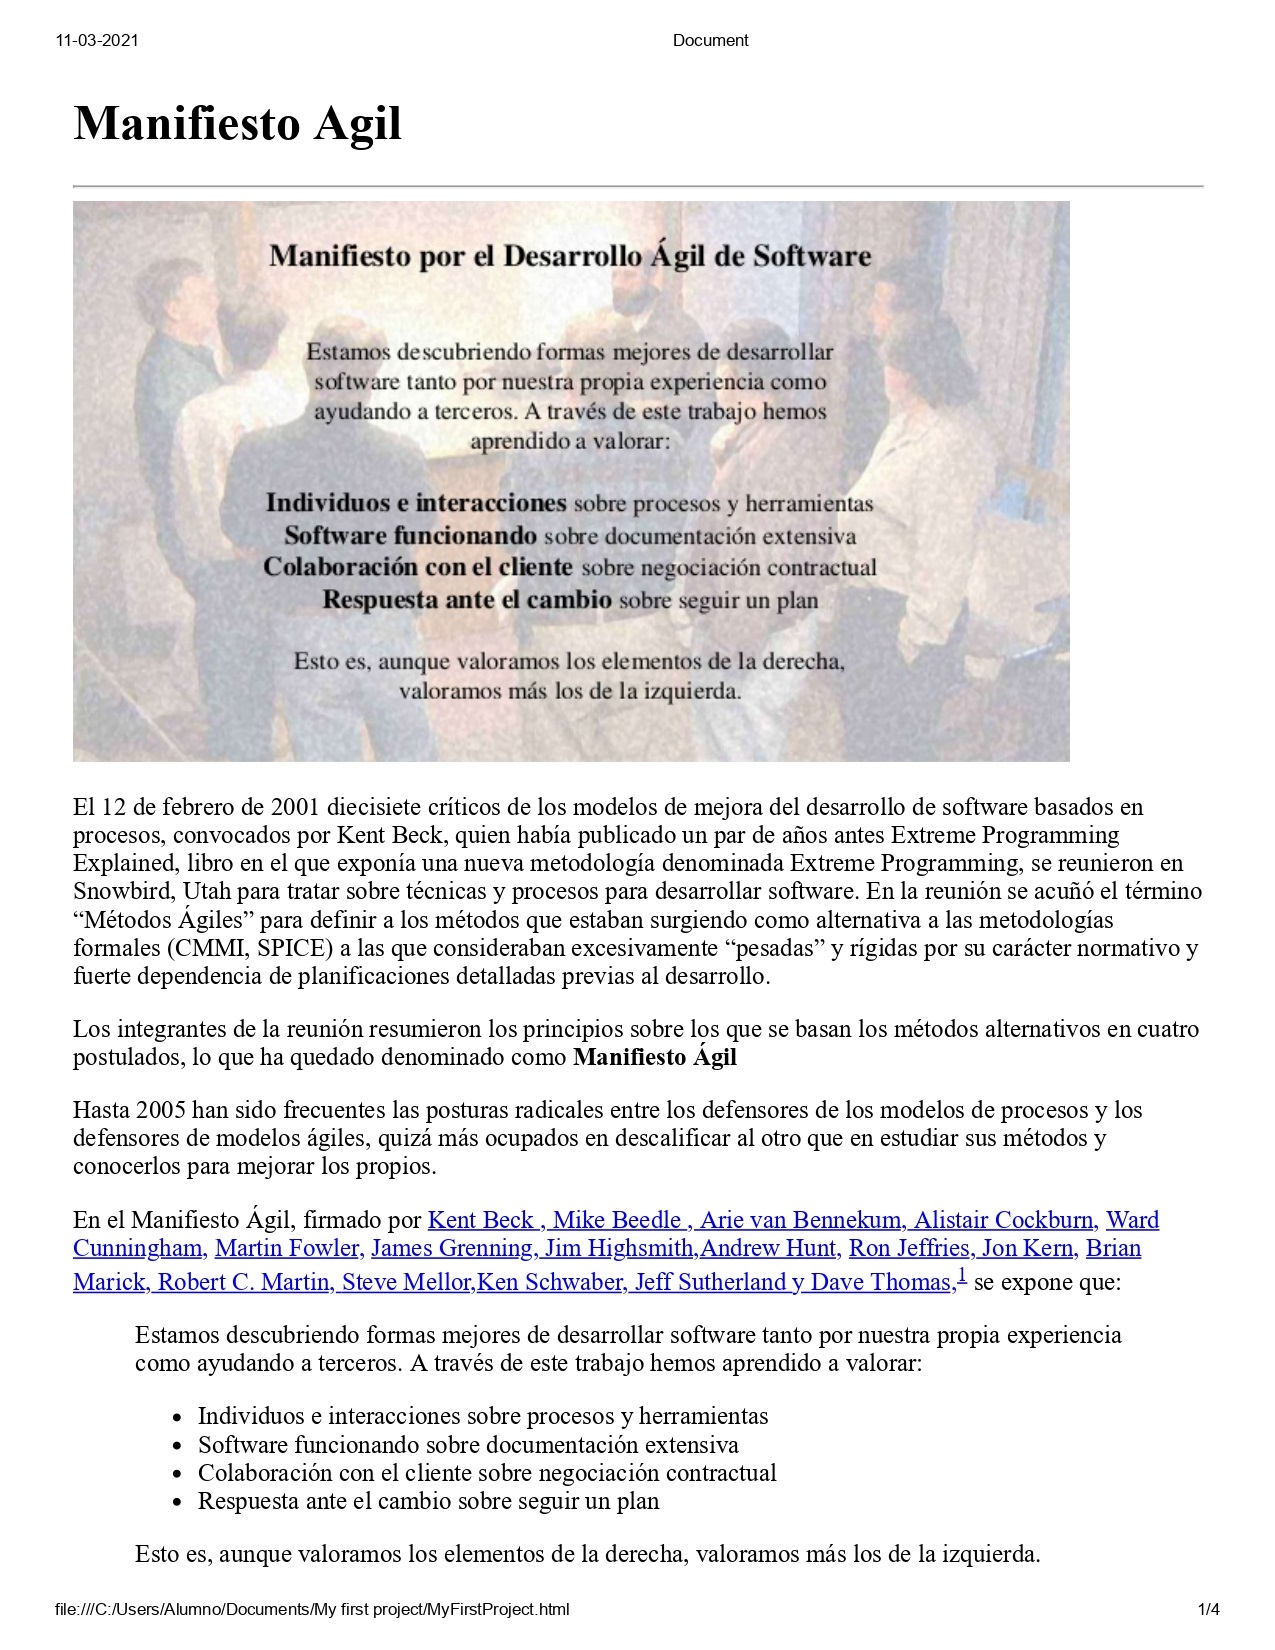 11-03-2021 Document
Manifiesto Agil
Manifiesto por el Desarrollo Ágil de Software
Estamos descubriendo formas mejores de desarrollar
software tanto por nuestra propia experiencia como
ayudando a terceros. A través de este trabajo hemos
aprendido a valorar:
Individuos e interacciones sobre procesos y herramientas
Software funcionando sobre documentación extensiva
Colaboración con el cliente sobre negociación contractual
Respuesta ante el cambio sobre seguir un plan
Esto es, aunque valoramos los elementos de la derecha,
valoramos más los de la izquierda.
El 12 de febrero de 2001 diecisiete críticos de los modelos de mejora del desarrollo de software basados en
procesos, convocados por Kent Beck, quien había publicado un par de años antes Extreme Programming
Explained, libro en el que exponía una nueva metodología denominada Extreme Programming, se reunieron en
Snowbird, Utah para tratar sobre técnicas y procesos para desarrollar software. En la reunión se acuñó el término
“Métodos Ágiles” para definir a los métodos que estaban surgiendo como alternativa a las metodologías
formales (CMMI, SPICE) a las que consideraban excesivamente “pesadas” y rígidas por su carácter normativo y
fuerte dependencia de planificaciones detalladas previas al desarrollo.
Los integrantes de la reunión resumieron los principios sobre los que se basan los métodos alternativos en cuatro
postulados, lo que ha quedado denominado como Manifiesto Ágil
Hasta 2005 han sido frecuentes las posturas radicales entre los defensores de los modelos de procesos y los
defensores de modelos ágiles, quizá más ocupados en descalificar al otro que en estudiar sus métodos y
conocerlos para mejorar los propios.
En el Manifiesto Ágil, firmado por Kent Beck , Mike Beedle , Arie van Bennekum, Alistair Cockburn, Ward
Cunningham, Martin Fowler, James Grenning, Jim Highsmith,Andrew Hunt, Ron Jeffries, Jon Kern, Brian
Marick, Robert C. Martin, Steve Mellor,Ken Schwaber, Jeff Sutherland y Dave Thomas,1 se expone que:
Estamos descubriendo formas mejores de desarrollar software tanto por nuestra propia experiencia
como ayudando a terceros. A través de este trabajo hemos aprendido a valorar:
• Individuos e interacciones sobre procesos y herramientas
• Software funcionando sobre documentación extensiva
• Colaboración con el cliente sobre negociación contractual
• Respuesta ante el cambio sobre seguir un plan
Esto es, aunque valoramos los elementos de la derecha, valoramos más los de la izquierda.
file:///C:/Users/Alumno/Documents/My first project/MyFirstProject.html 1/4